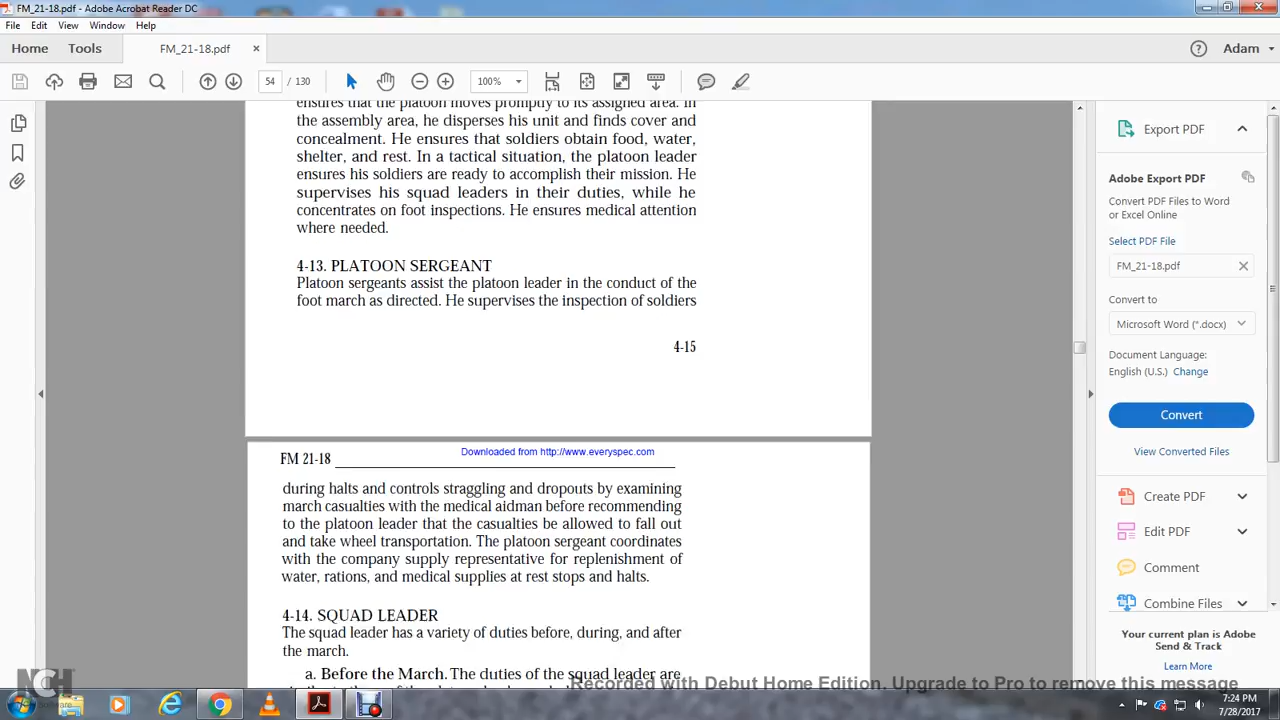 FM_21-18.pdf - Adobe Acrobat Reader DC
File Edit View Window Help
Home Tools FM_21-18.pdf × Adam
54 / 130 100%
ensures that the platoon moves promptly to its assigned area. In
the assembly area, he disperses his unit and finds cover and
concealment. He ensures that soldiers obtain food, water,
shelter, and rest. In a tactical situation, the platoon leader
ensures his soldiers are ready to accomplish their mission. He
supervises his squad leaders in their duties, while he
concentrates on foot inspections. He ensures medical attention
where needed.
4-13. PLATOON SERGEANT
Platoon sergeants assist the platoon leader in the conduct of the
foot march as directed. He supervises the inspection of soldiers
4-15
Downloaded from http://www.everyspec.com
FM 21-18
during halts and controls straggling and dropouts by examining
march casualties with the medical aidman before recommending
to the platoon leader that the casualties be allowed to fall out
and take wheel transportation. The platoon sergeant coordinates
with the company supply representative for replenishment of
water, rations, and medical supplies at rest stops and halts.
4-14. SQUAD LEADER
The squad leader has a variety of duties before, during, and after
the march.
a. Before the March. The duties of the squad leader are
Export PDF
Adobe Export PDF
Convert PDF Files to Word
or Excel Online
Select PDF File
FM_21-18.pdf
Convert to
Microsoft Word (*.docx)
Document Language:
English (U.S.) Change
Convert
View Converted Files
Create PDF
Edit PDF
Comment
Combine Files
Your current plan is Adobe
Send & Track
Learn More
Recorded with Debut Home Edition. Upgrade to Pro to remove this message
NCH
Software
7:24 PM
7/28/2017